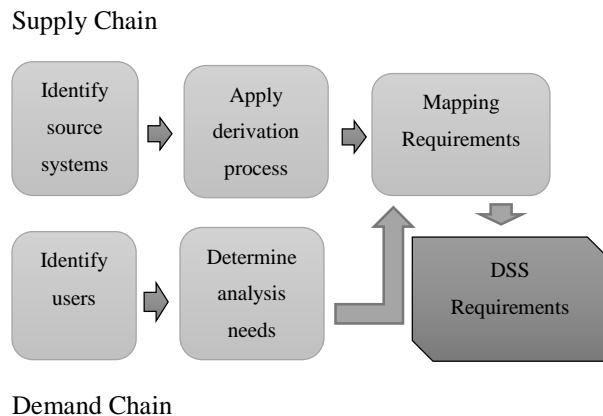 Supply Chain
Identify
source
systems
Apply
derivation
process
Mapping
Requirements
Identify
users
Determine
analysis
needs
DSS
Requirements
Demand Chain